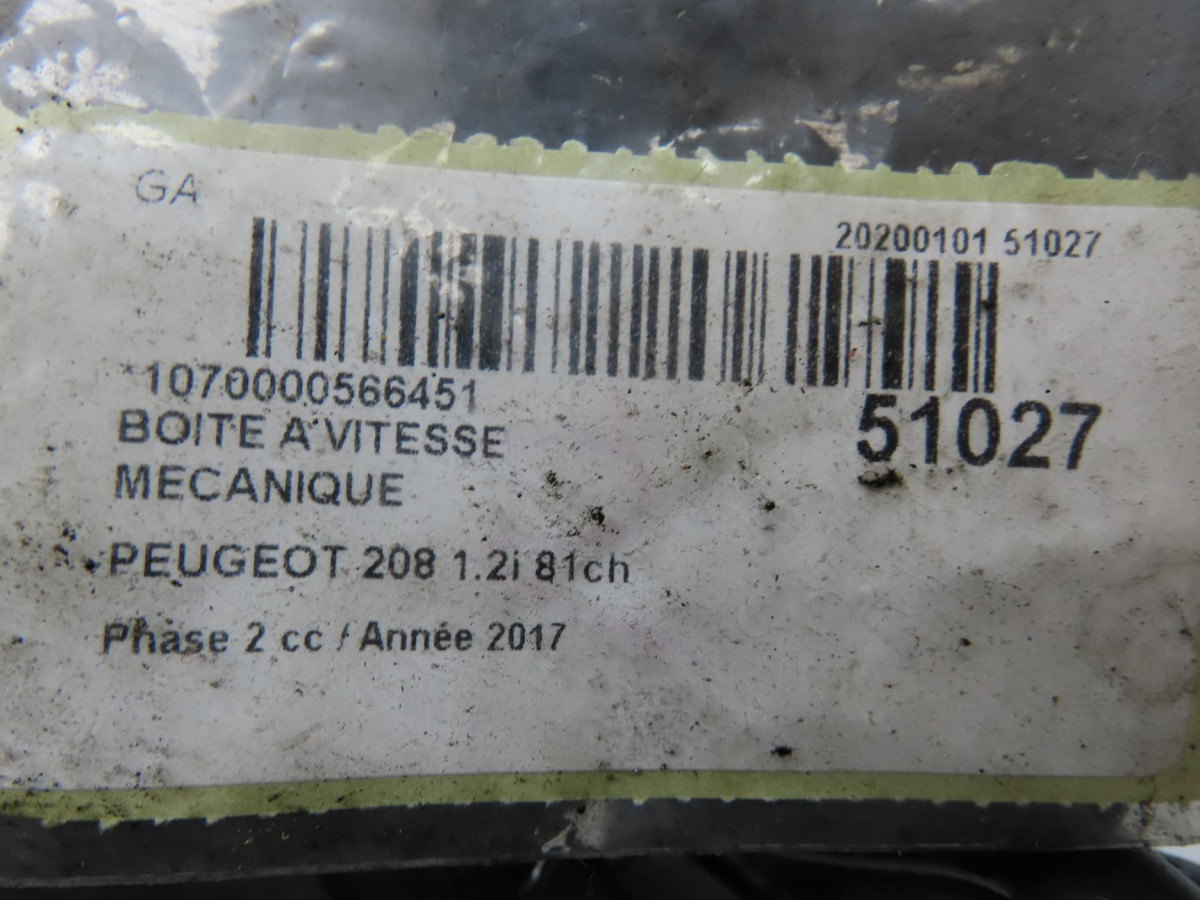 GA
20200101 51027
*1070000566451
51027
BOITE A VITESSE
MECANIQUE
PEUGEOT 208 1.2i 81ch
Phase 2 cc / Année 2017